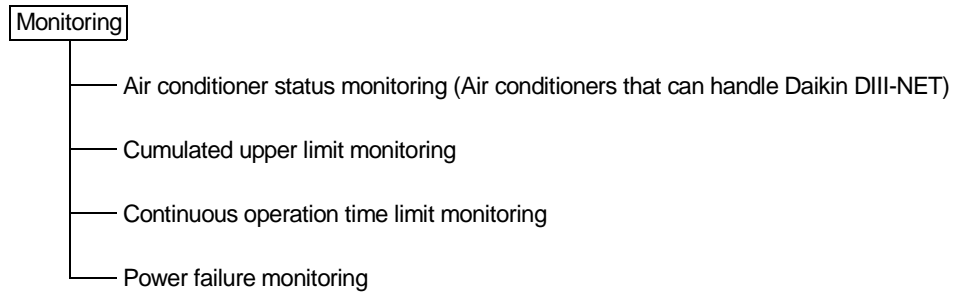 Monitoring
Air conditioner status monitoring (Air conditioners that can handle Daikin DIII-NET)
Cumulated upper limit monitoring
Continuous operation time limit monitoring
Power failure monitoring